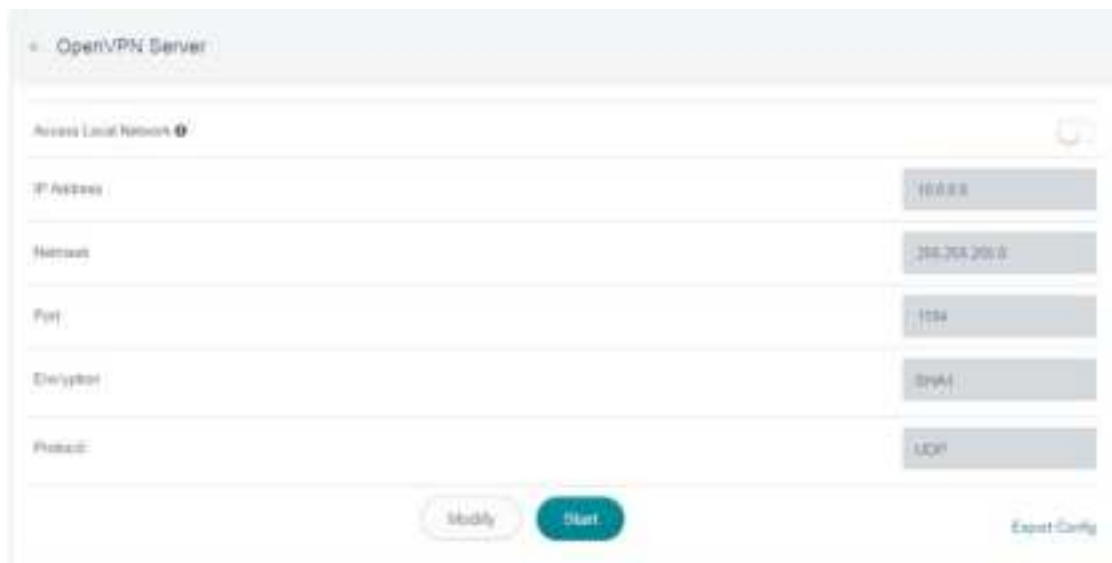 OpenVPN Server
Access Local Network
IP Address
10.8.0.0
Netmask
255.255.255.0
Port
1194
Encryption
SHA1
Protocol
UDP
Modify
Start
Export Config